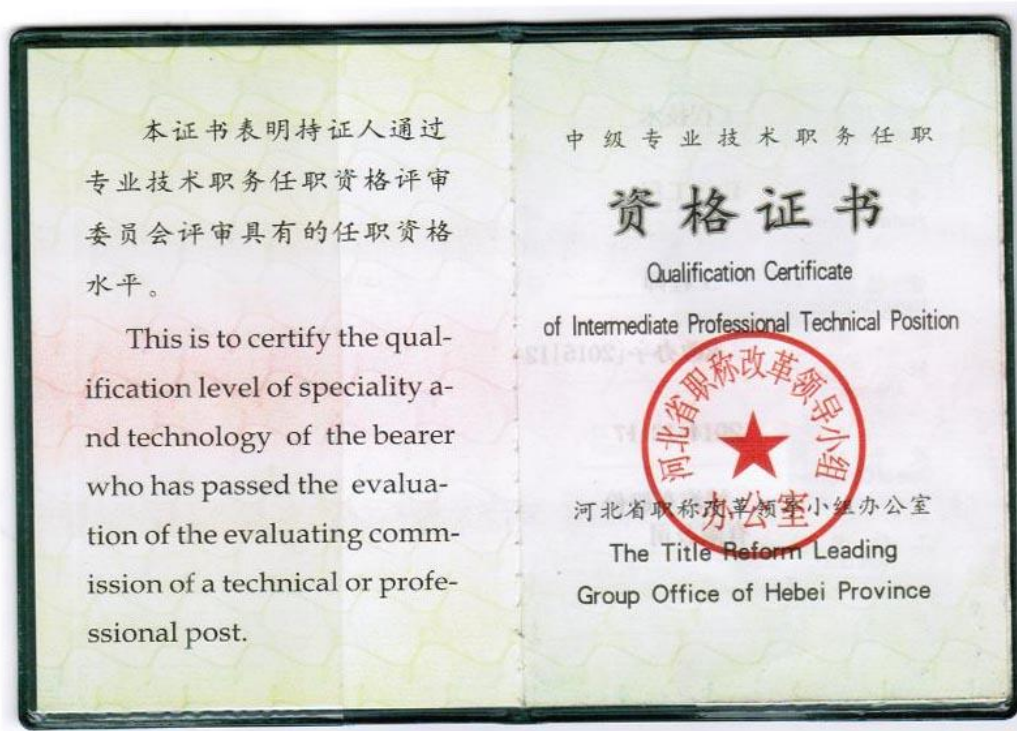 本证书表明持证人通过
专业技术职务任职资格评审
委员会评审具有的任职资格
水平。
This is to certify the qual-
ification level of speciality a-
nd technology of the bearer
who has passed the evalua-
tion of the evaluating comm-
ission of a technical or profe-
ssional post.
中级专业技术职务任职
资格证书
Qualification Certificate
of Intermediate Professional Technical Position
河北省职称改革领导小组
办公室
河北省职称改革领导小组办公室
The Title Reform Leading
Group Office of Hebei Province